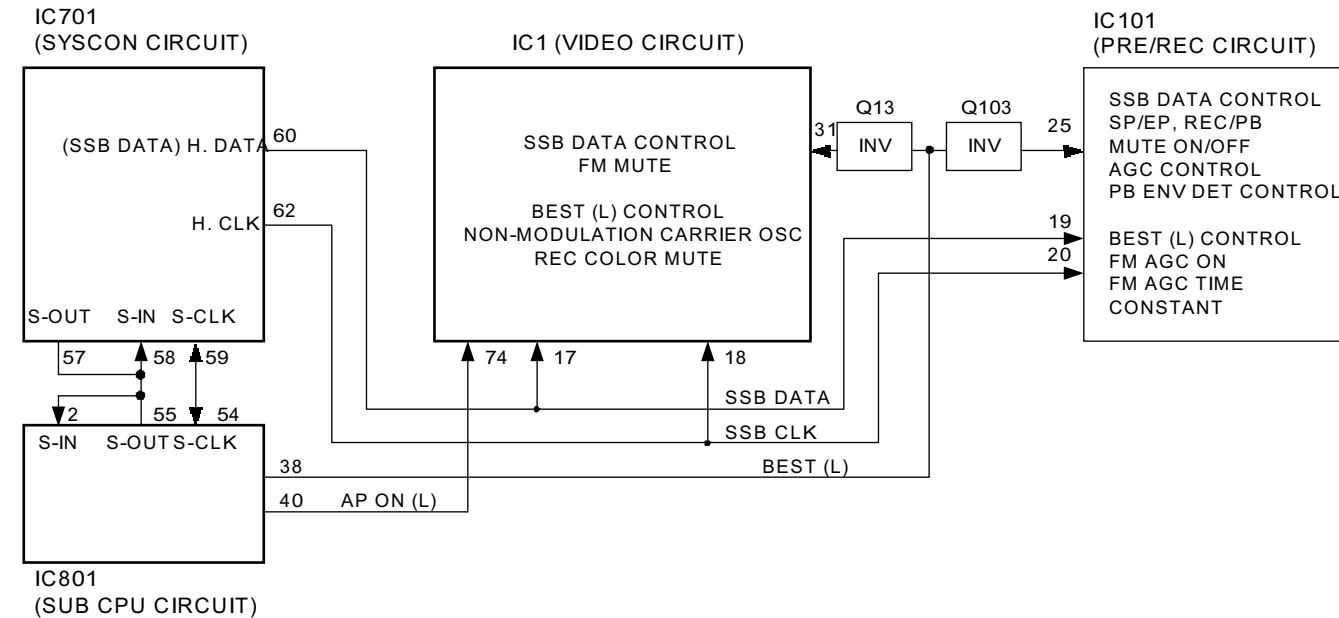 IC701
(SYSCON CIRCUIT)
IC1 (VIDEO CIRCUIT)
IC101
(PRE/REC CIRCUIT)
(SSB DATA) H. DATA
60
H. CLK
62
S-OUT S-IN S-CLK
57 58 59
SSB DATA CONTROL
FM MUTE
BEST (L) CONTROL
NON-MODULATION CARRIER OSC
REC COLOR MUTE
31
Q13
INV
Q103
INV
25
SSB DATA CONTROL
SP/EP, REC/PB
MUTE ON/OFF
AGC CONTROL
PB ENV DET CONTROL
19
20
BEST (L) CONTROL
FM AGC ON
FM AGC TIME
CONSTANT
74 17 18
SSB DATA
SSB CLK
2 55 54
S-IN S-OUT S-CLK
38 BEST (L)
40 AP ON (L)
IC801
(SUB CPU CIRCUIT)